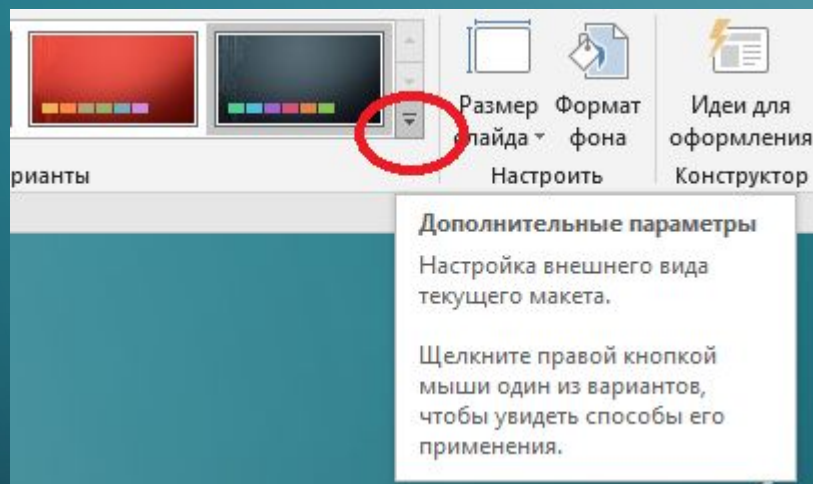 Размер Формат
слайда фона
Идеи для
оформления
рианты
Настроить
Конструктор
Дополнительные параметры
Настройка внешнего вида
текущего макета.
Щелкните правой кнопкой
мыши один из вариантов,
чтобы увидеть способы его
применения.